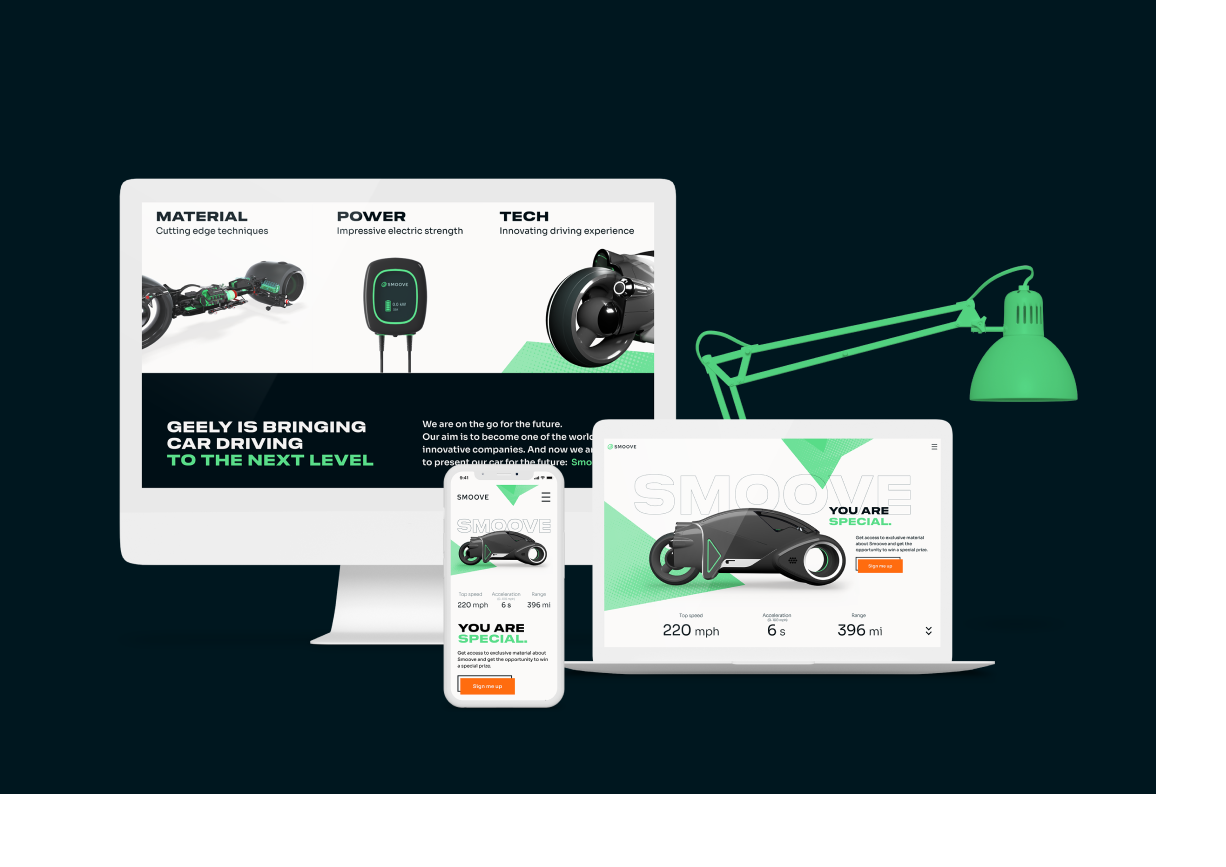 MATERIAL
Cutting edge techniques
POWER
Impressive electric strength
TECH
Innovating driving experience
SMOOVE
0.0 kW
GEELY IS BRINGING
CAR DRIVING
TO THE NEXT LEVEL
We are on the go for the future.
Our aim is to become one of the world
innovative companies. And now we
to present our car for the future: Smo
9:41
SMOOVE
SMOOVE
Top speed
220 mph
Acceleration
6 s
Range
396 mi
YOU ARE
SPECIAL.
Get access to exclusive material about
Smoove and get the opportunity to win
a special prize.
Sign me up
SMOOVE
SMOOVE
YOU ARE
SPECIAL.
Get access to exclusive material
about Smoove and get the
opportunity to win a special prize.
Sign me up
Top speed
220 mph
Acceleration
6 s
Range
396 mi